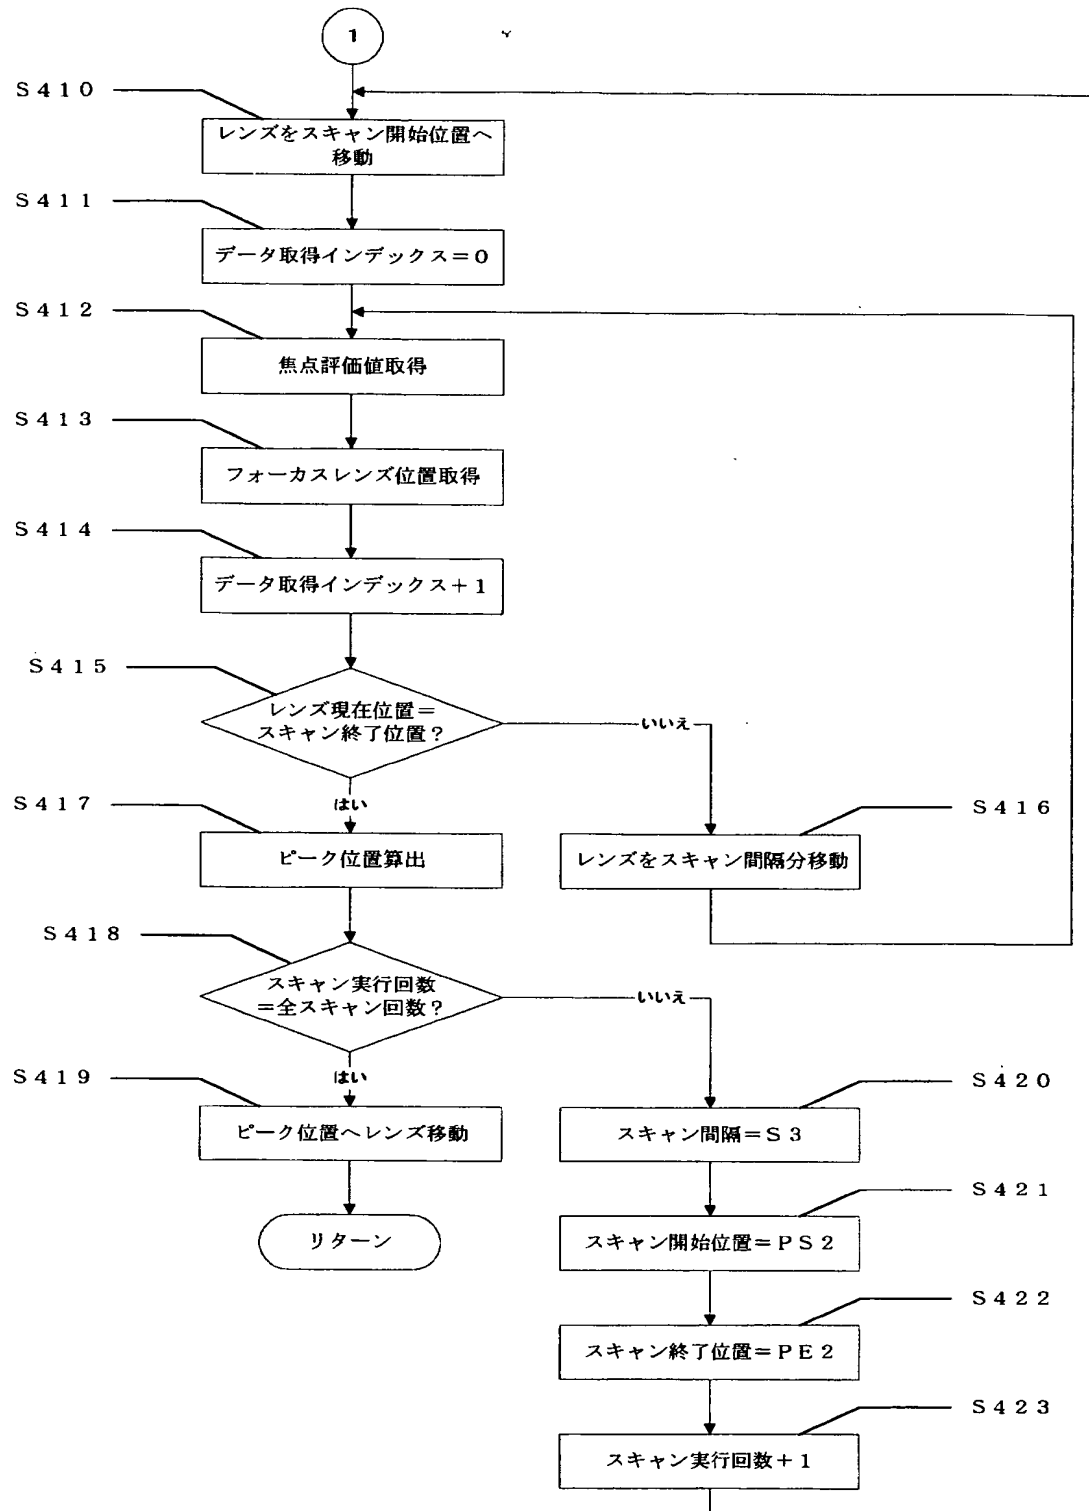 1
S410
レンズをスキャン開始位置へ
移動
S411
データ取得インデックス=0
S412
焦点評価値取得
S413
フォーカスレンズ位置取得
S414
データ取得インデックス+1
S415
レンズ現在位置=
スキャン終了位置?
いいえ
はい
S416
レンズをスキャン間隔分移動
S417
ピーク位置算出
S418
スキャン実行回数
=全スキャン回数?
いいえ
はい
S419
ピーク位置へレンズ移動
リターン
S420
スキャン間隔=S3
S421
スキャン開始位置=PS2
S422
スキャン終了位置=PE2
S423
スキャン実行回数+1